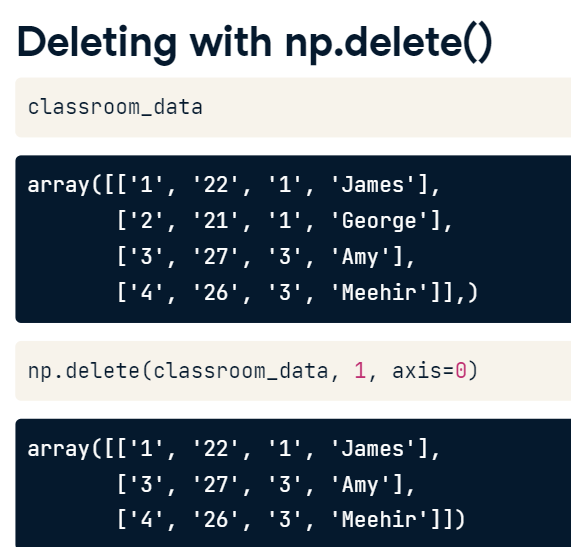 Deleting with np.delete()
classroom_data
array([['1', '22', '1', 'James'],
       ['2', '21', '1', 'George'],
       ['3', '27', '3', 'Amy'],
       ['4', '26', '3', 'Meehir']],)
np.delete(classroom_data, 1, axis=0)
array([['1', '22', '1', 'James'],
       ['3', '27', '3', 'Amy'],
       ['4', '26', '3', 'Meehir']])